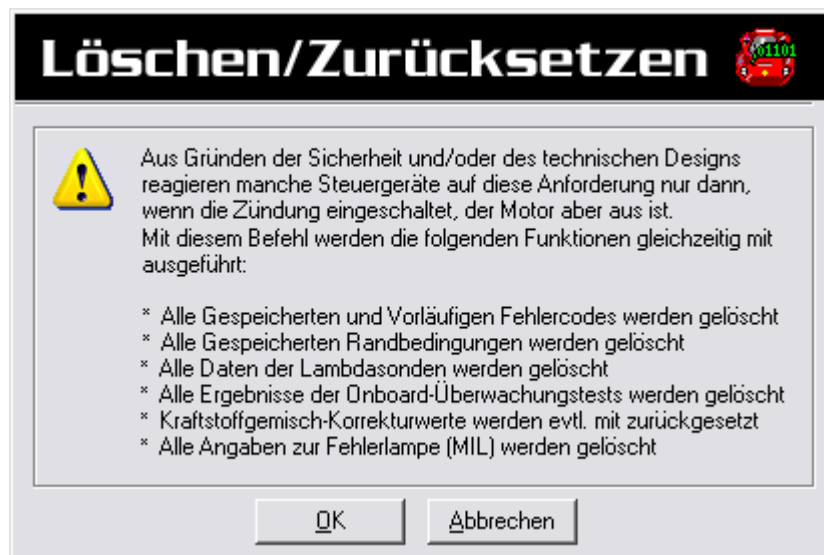 Löschen/Zurücksetzen
01101
Aus Gründen der Sicherheit und/oder des technischen Designs
reagieren manche Steuergeräte auf diese Anforderung nur dann,
wenn die Zündung eingeschaltet, der Motor aber aus ist.
Mit diesem Befehl werden die folgenden Funktionen gleichzeitig mit
ausgeführt:
* Alle Gespeicherten und Vorläufigen Fehlercodes werden gelöscht
* Alle Gespeicherten Randbedingungen werden gelöscht
* Alle Daten der Lambdasonden werden gelöscht
* Alle Ergebnisse der Onboard-Überwachungstests werden gelöscht
* Kraftstoffgemisch-Korrekturwerte werden evtl. mit zurückgesetzt
* Alle Angaben zur Fehlerlampe (MIL) werden gelöscht
OK
Abbrechen